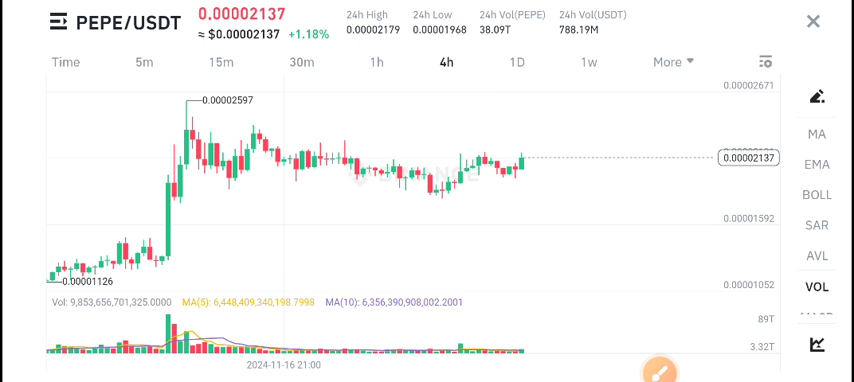 PEPE/USDT
0.00002137
≈ $0.00002137 +1.18%
24h High
0.00002179
24h Low
0.00001968
24h Vol(PEPE)
38.09T
24h Vol(USDT)
788.19M
Time 5m 15m 30m 1h 4h 1D 1w More
0.00002671
0.00002597
0.00002137
BINANCE
0.00001592
0.00001126
0.00001052
Vol: 9,853,656,701,325.0000 MA(5): 6,448,409,340,198.7998 MA(10): 6,356,390,908,002.2001
89T
3.32T
2024-11-16 21:00
MA
EMA
BOLL
SAR
AVL
VOL